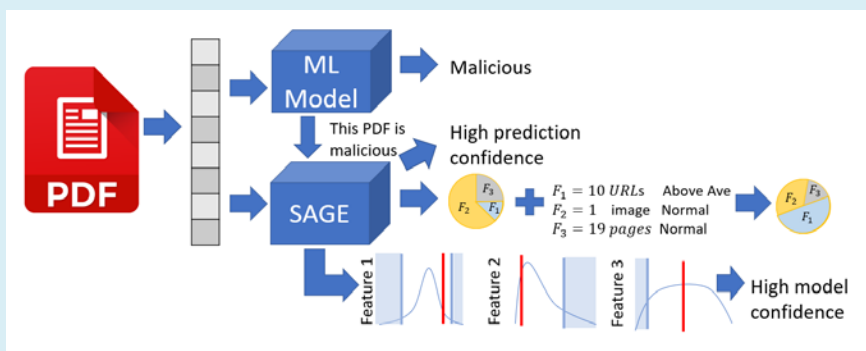 PDF
ML
Model
Malicious
This PDF is
malicious
High prediction
confidence
SAGE
F₃
F₂
F₁
F₁ = 10 URLs Above Ave
F₂ = 1 image Normal
F₃ = 19 pages Normal
F₃
F₂
F₁
Feature 1
Feature 2
Feature 3
High model
confidence